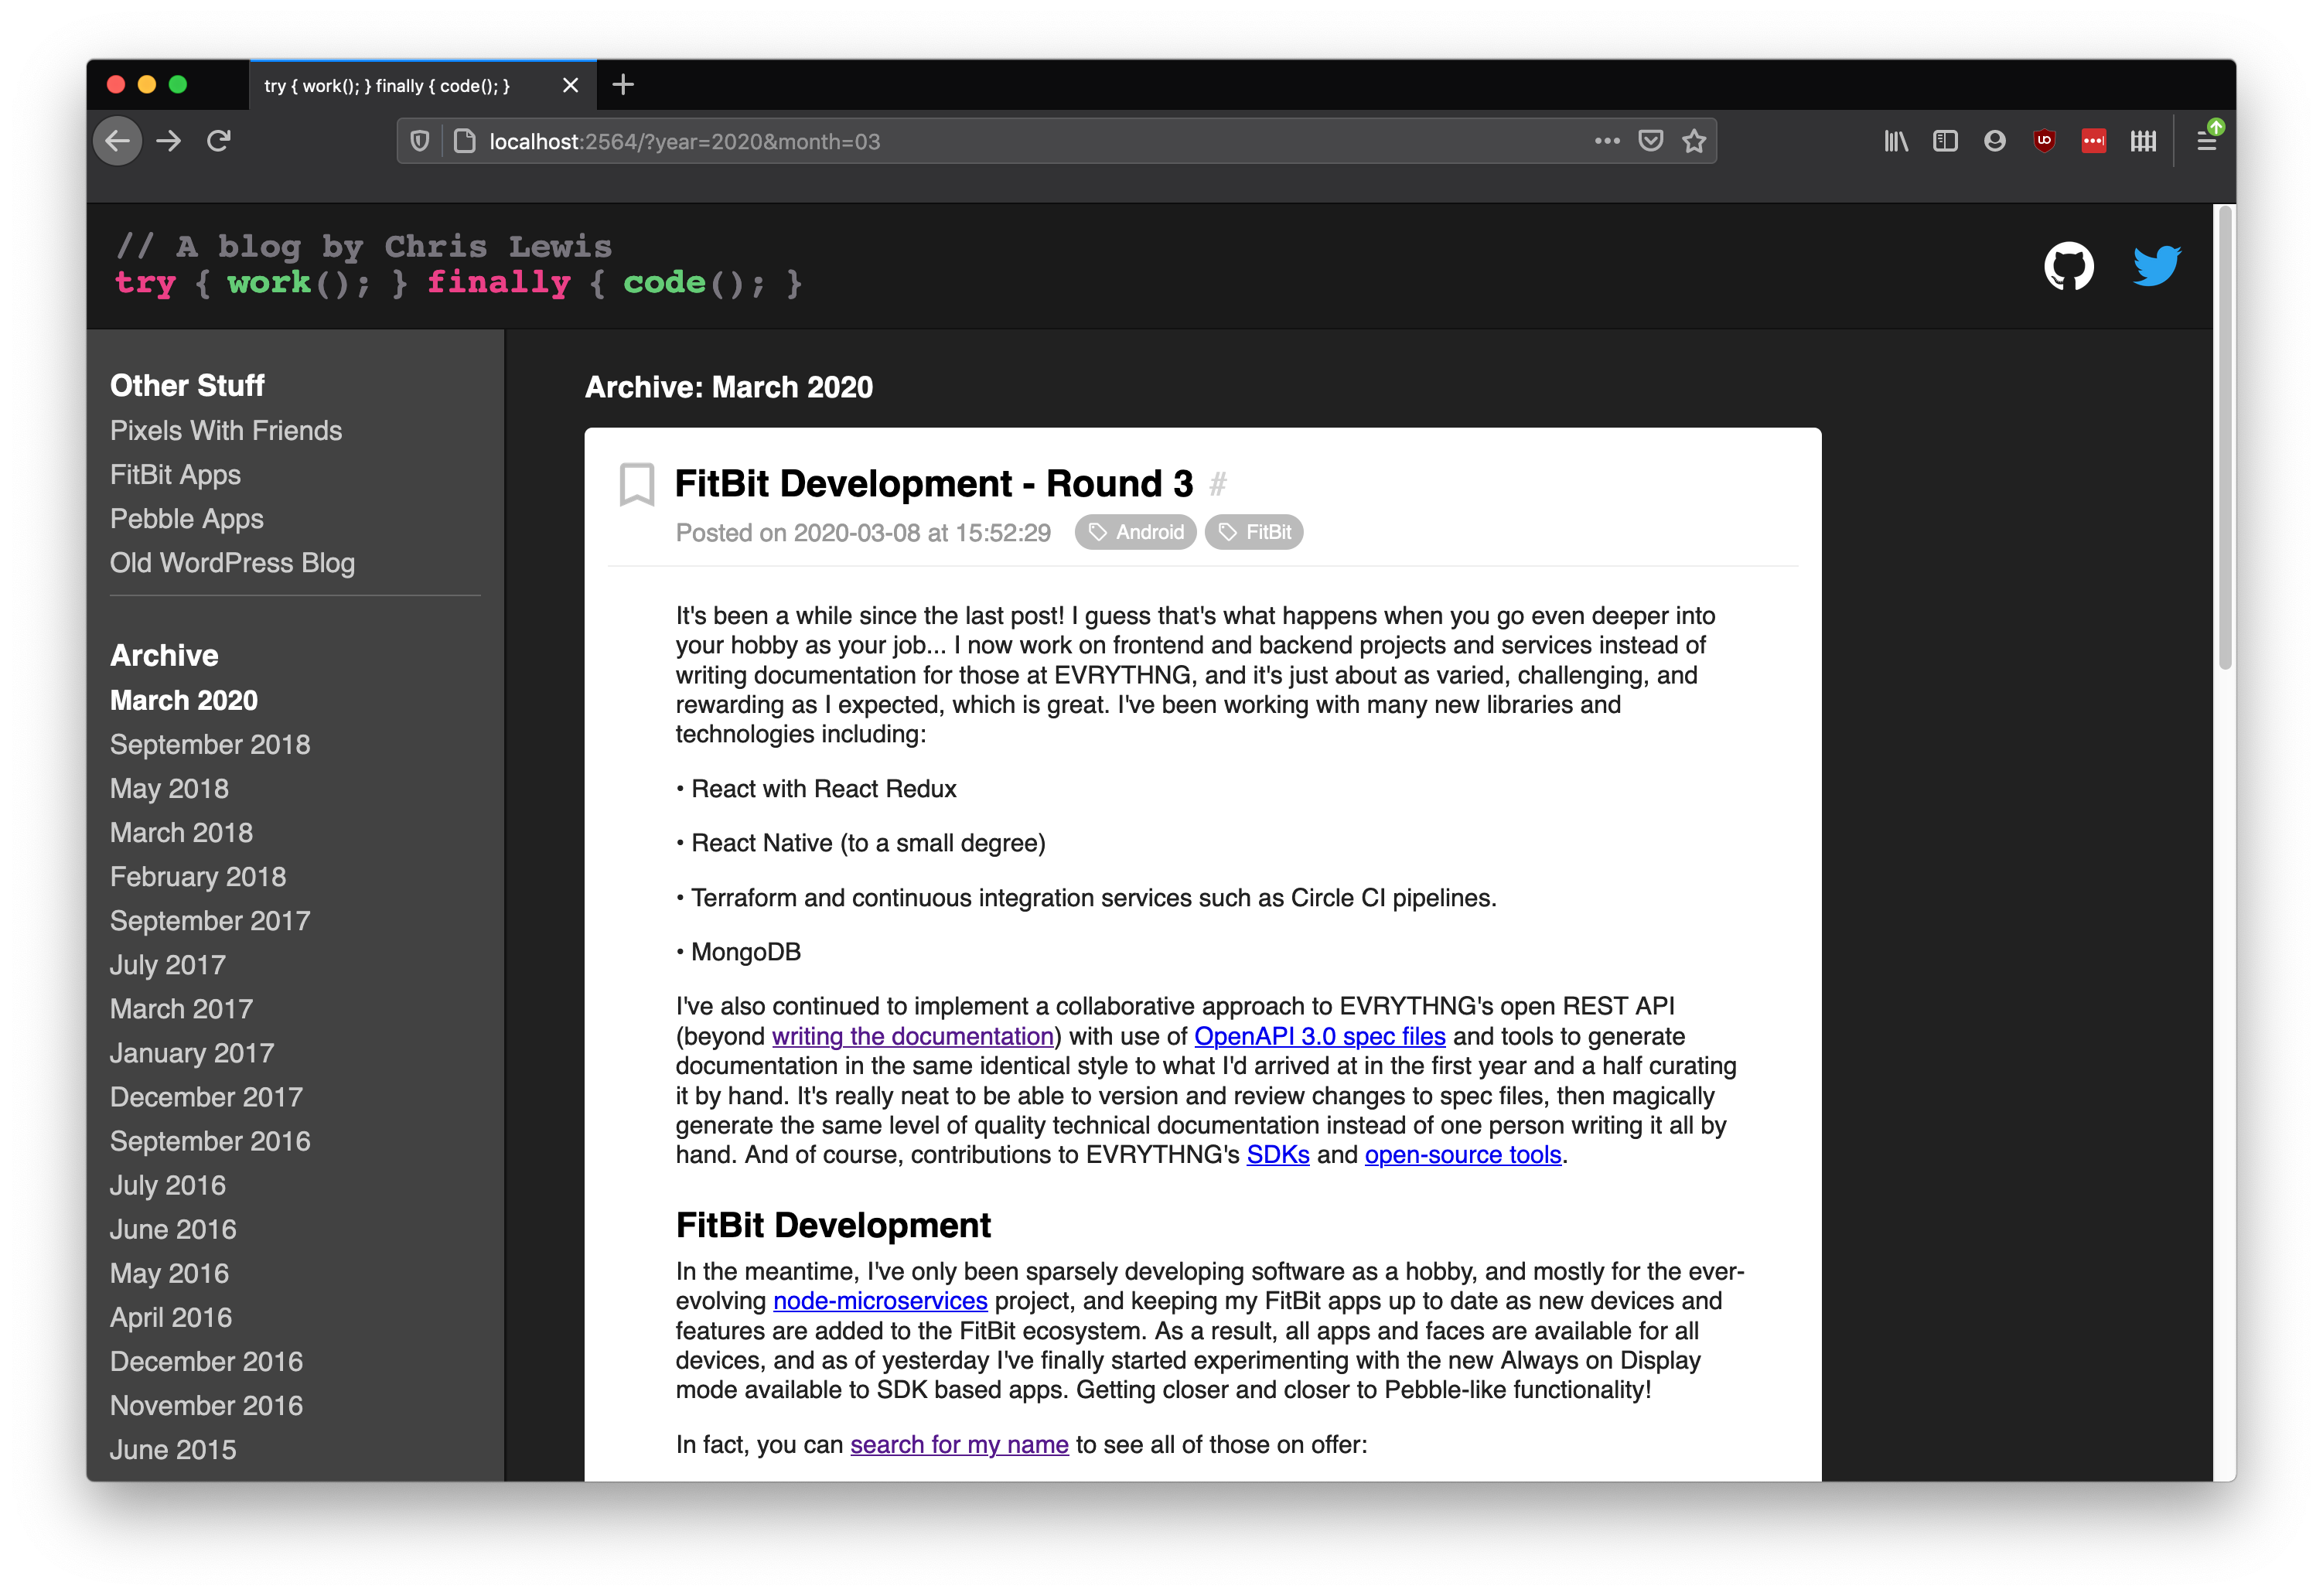 try { work(); } finally { code(); }
localhost:2564/?year=2020&month=03
// A blog by Chris Lewis
try { work(); } finally { code(); }
Other Stuff
Pixels With Friends
FitBit Apps
Pebble Apps
Old WordPress Blog
Archive
March 2020
September 2018
May 2018
March 2018
February 2018
September 2017
July 2017
March 2017
January 2017
December 2017
September 2016
July 2016
June 2016
May 2016
April 2016
December 2016
November 2016
June 2015
Archive: March 2020
FitBit Development - Round 3 #
Posted on 2020-03-08 at 15:52:29 Android FitBit
It's been a while since the last post! I guess that's what happens when you go even deeper into
your hobby as your job... I now work on frontend and backend projects and services instead of
writing documentation for those at EVRYTHNG, and it's just about as varied, challenging, and
rewarding as I expected, which is great. I've been working with many new libraries and
technologies including:
• React with React Redux
• React Native (to a small degree)
• Terraform and continuous integration services such as Circle CI pipelines.
• MongoDB
I've also continued to implement a collaborative approach to EVRYTHNG's open REST API
(beyond writing the documentation) with use of OpenAPI 3.0 spec files and tools to generate
documentation in the same identical style to what I'd arrived at in the first year and a half curating
it by hand. It's really neat to be able to version and review changes to spec files, then magically
generate the same level of quality technical documentation instead of one person writing it all by
hand. And of course, contributions to EVRYTHNG's SDKs and open-source tools.
FitBit Development
In the meantime, I've only been sparsely developing software as a hobby, and mostly for the ever-
evolving node-microservices project, and keeping my FitBit apps up to date as new devices and
features are added to the FitBit ecosystem. As a result, all apps and faces are available for all
devices, and as of yesterday I've finally started experimenting with the new Always on Display
mode available to SDK based apps. Getting closer and closer to Pebble-like functionality!
In fact, you can search for my name to see all of those on offer: